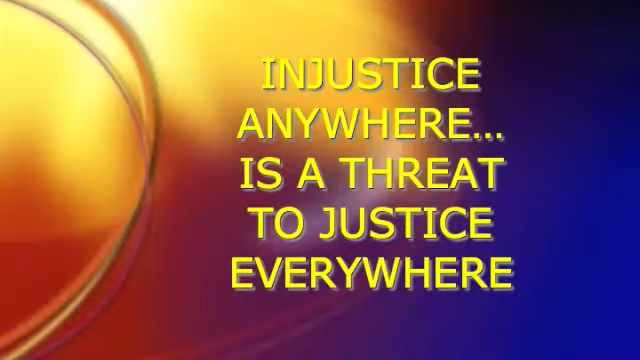 INJUSTICE
ANYWHERE...
IS A THREAT
TO JUSTICE
EVERYWHERE